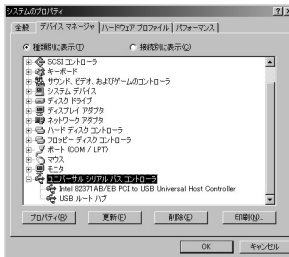 システムのプロパティ
全般 デバイス マネージャ ハードウェア プロファイル パフォーマンス
種類別に表示(T) 接続別に表示(C)
SCSI コントローラ
キーボード
サウンド、ビデオ、およびゲームのコントローラ
システム デバイス
ディスク ドライブ
ディスプレイ アダプタ
ネットワーク アダプタ
ハード ディスク コントローラ
フロッピー ディスク コントローラ
ポート (COM / LPT)
マウス
モニタ
ユニバーサル シリアル バス コントローラ
Intel 82371AB/EB PCI to USB Universal Host Controller
USB ルート ハブ
プロパティ(R) 更新(F) 削除(E) 印刷(N)...
OK キャンセル